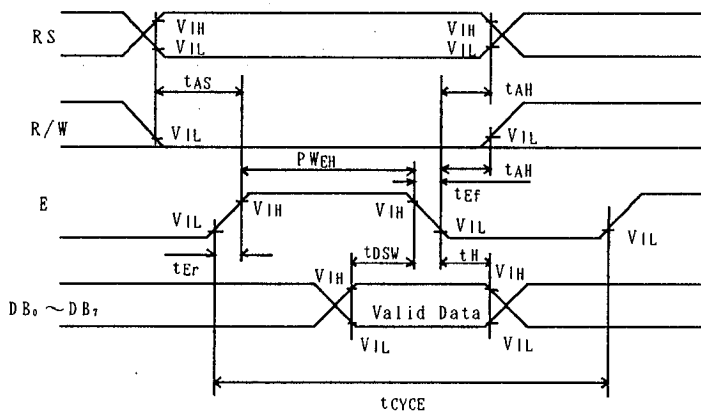 RS
VIH
VIL
VIH
VIL
tAS
tAH
R/W
VIL
VIL
PWEH
tAH
tEf
E
VIL
VIH
VIH
VIL
VIL
tEr
tDSW
tH
VIH
VIH
DB₀ ~DB₇
Valid Data
VIL
VIL
tCYCE